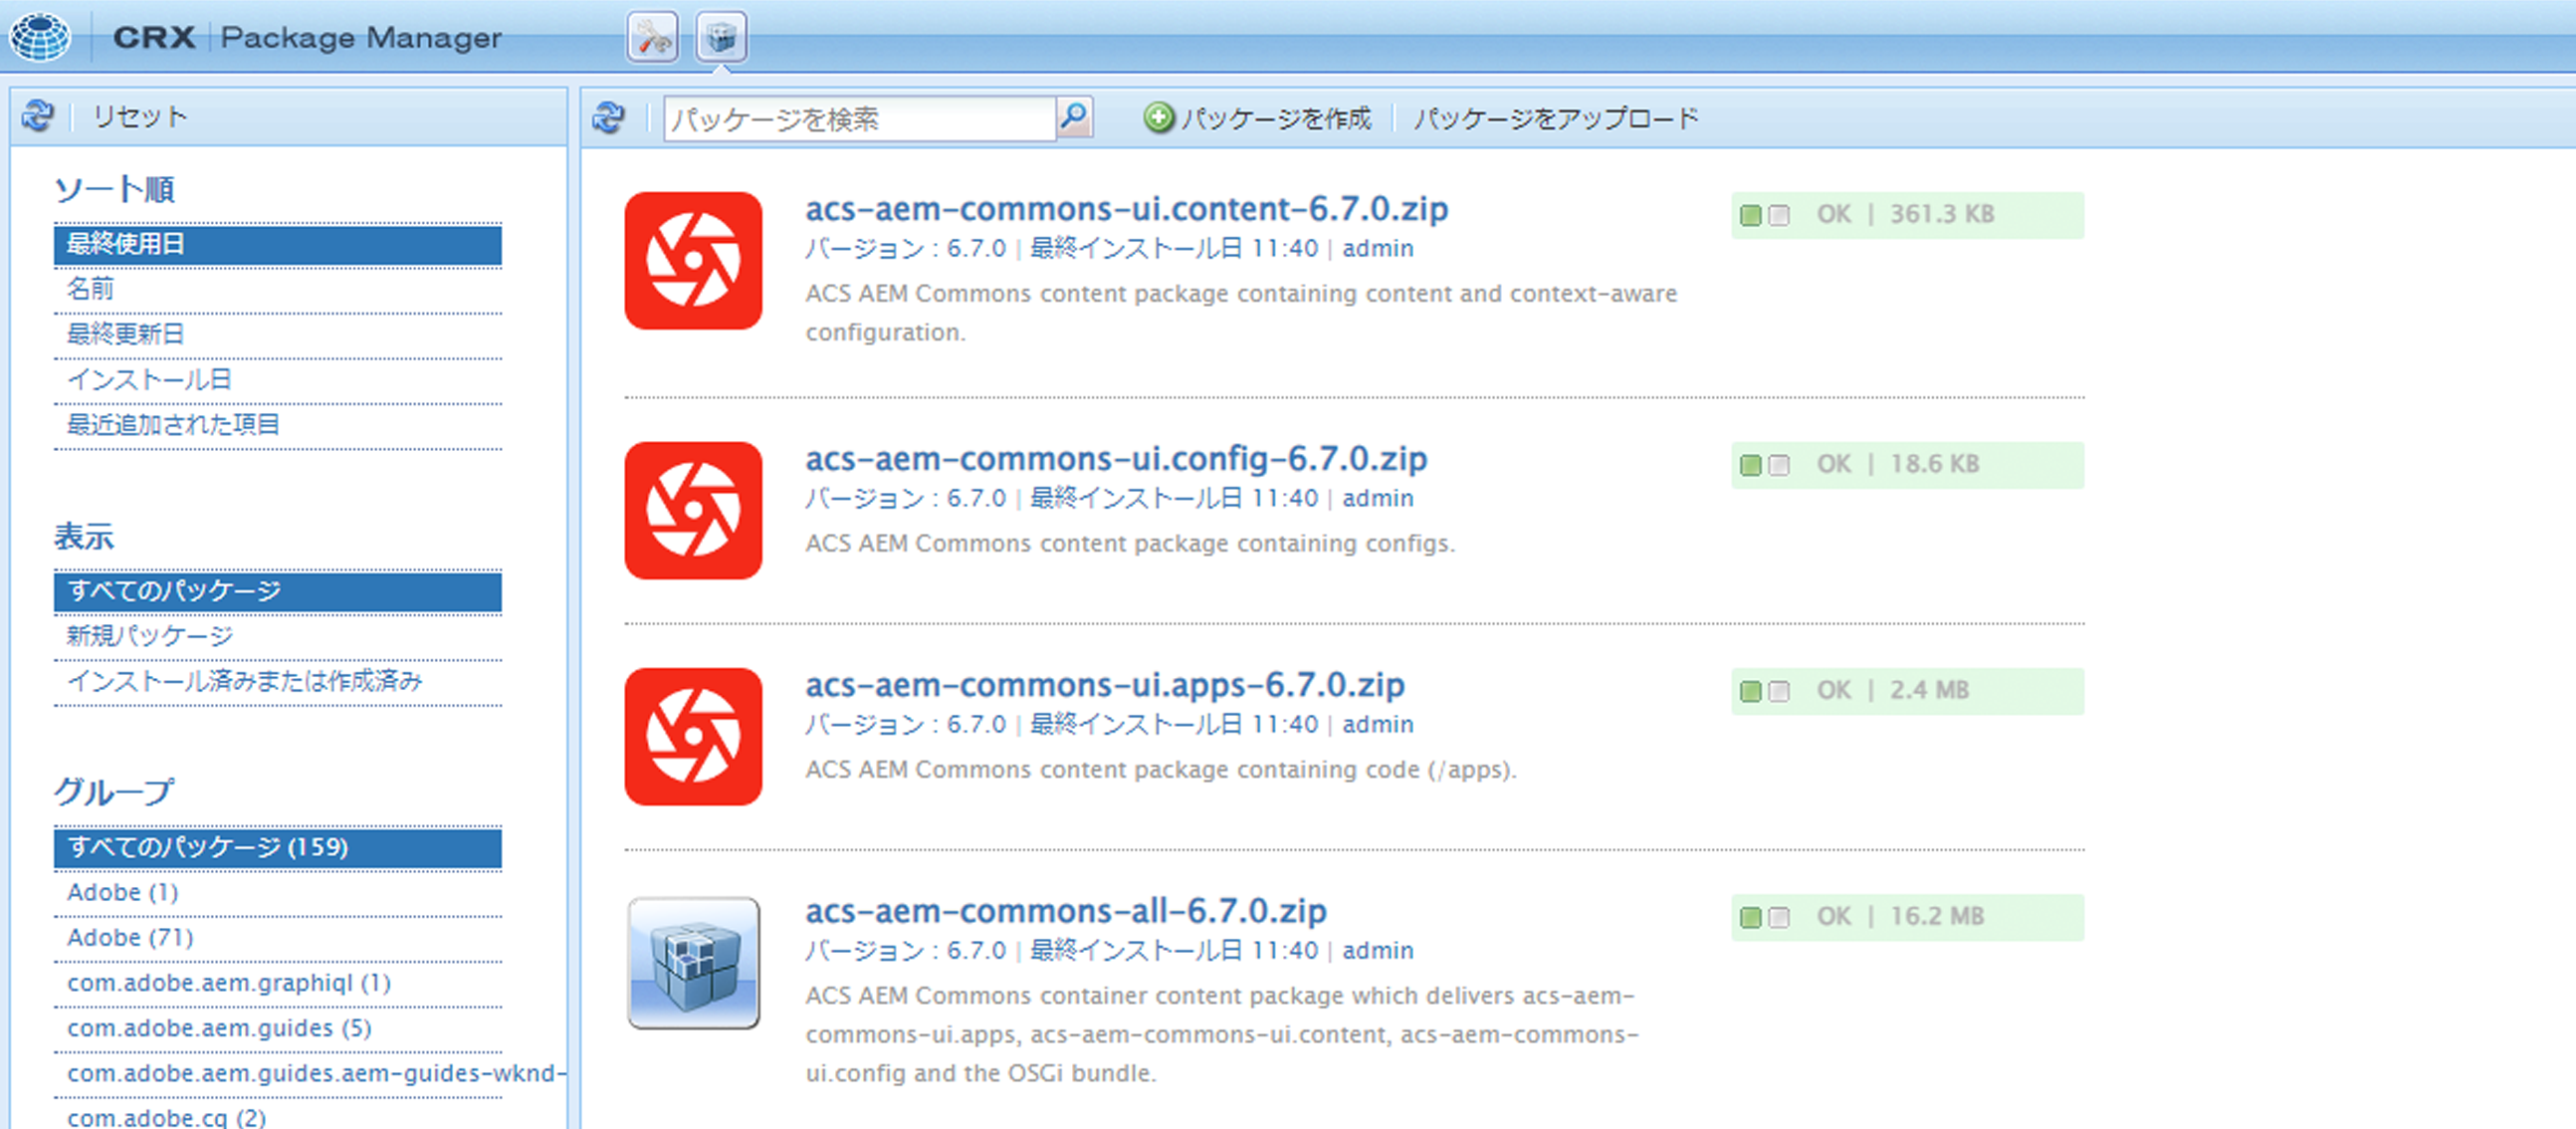 CRX Package Manager
リセット
ソート順
最終使用日
名前
最終更新日
インストール日
最近追加された項目
表示
すべてのパッケージ
新規パッケージ
インストール済みまたは作成済み
グループ
すべてのパッケージ (159)
Adobe (1)
Adobe (71)
com.adobe.aem.graphiql (1)
com.adobe.aem.guides (5)
com.adobe.aem.guides.aem-guides-wknd-
com.adobe.cq (2)
パッケージを検索 パッケージを作成 パッケージをアップロード
acs-aem-commons-ui.content-6.7.0.zip
バージョン : 6.7.0 | 最終インストール日 11:40 | admin
ACS AEM Commons content package containing content and context-aware
configuration.
OK | 361.3 KB
acs-aem-commons-ui.config-6.7.0.zip
バージョン : 6.7.0 | 最終インストール日 11:40 | admin
ACS AEM Commons content package containing configs.
OK | 18.6 KB
acs-aem-commons-ui.apps-6.7.0.zip
バージョン : 6.7.0 | 最終インストール日 11:40 | admin
ACS AEM Commons content package containing code (/apps).
OK | 2.4 MB
acs-aem-commons-all-6.7.0.zip
バージョン : 6.7.0 | 最終インストール日 11:40 | admin
ACS AEM Commons container content package which delivers acs-aem-
commons-ui.apps, acs-aem-commons-ui.content, acs-aem-commons-
ui.config and the OSGi bundle.
OK | 16.2 MB